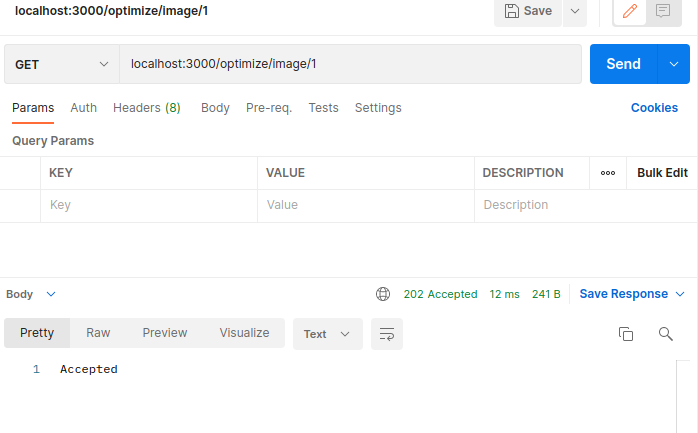 localhost:3000/optimize/image/1 Save
GET localhost:3000/optimize/image/1 Send
Params Auth Headers (8) Body Pre-req. Tests Settings Cookies
Query Params
KEY VALUE DESCRIPTION ooo Bulk Edit
Key Value Description
Body 202 Accepted 12 ms 241 B Save Response
Pretty Raw Preview Visualize Text
1 Accepted